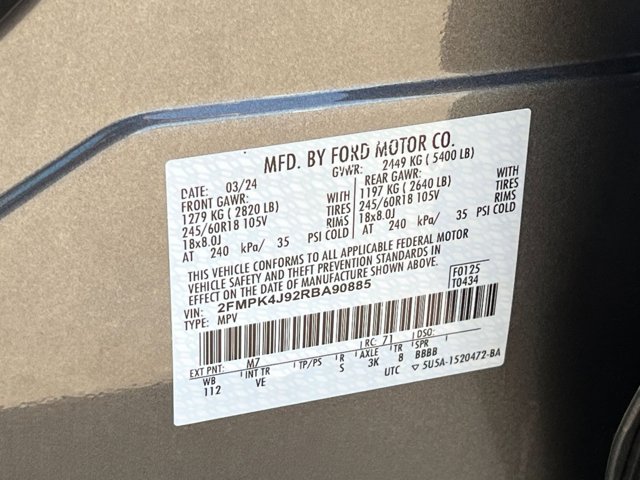 MFD. BY FORD MOTOR CO.
DATE: 03/24 GVWR: 2449 KG ( 5400 LB)
FRONT GAWR: REAR GAWR:
1279 KG ( 2820 LB) WITH 1197 KG ( 2640 LB) WITH
245/60R18 105V TIRES 245/60R18 105V TIRES
18x8.0J RIMS 18x8.0J RIMS
AT 240 kPa/ 35 PSI COLD AT 240 kPa/ 35 PSI COLD
THIS VEHICLE CONFORMS TO ALL APPLICABLE FEDERAL MOTOR
VEHICLE SAFETY AND THEFT PREVENTION STANDARDS IN
EFFECT ON THE DATE OF MANUFACTURE SHOWN ABOVE.
VIN: 2FMPK4J92RBA90885 F0125
TYPE: MPV T0434
EXT PNT: M7 RC: 71 DSO:
WB INT TR TP/PS R AXLE TR SPR
112 VE S 3K 8 BBBB
UTC ▽ 5U5A-1520472-BA